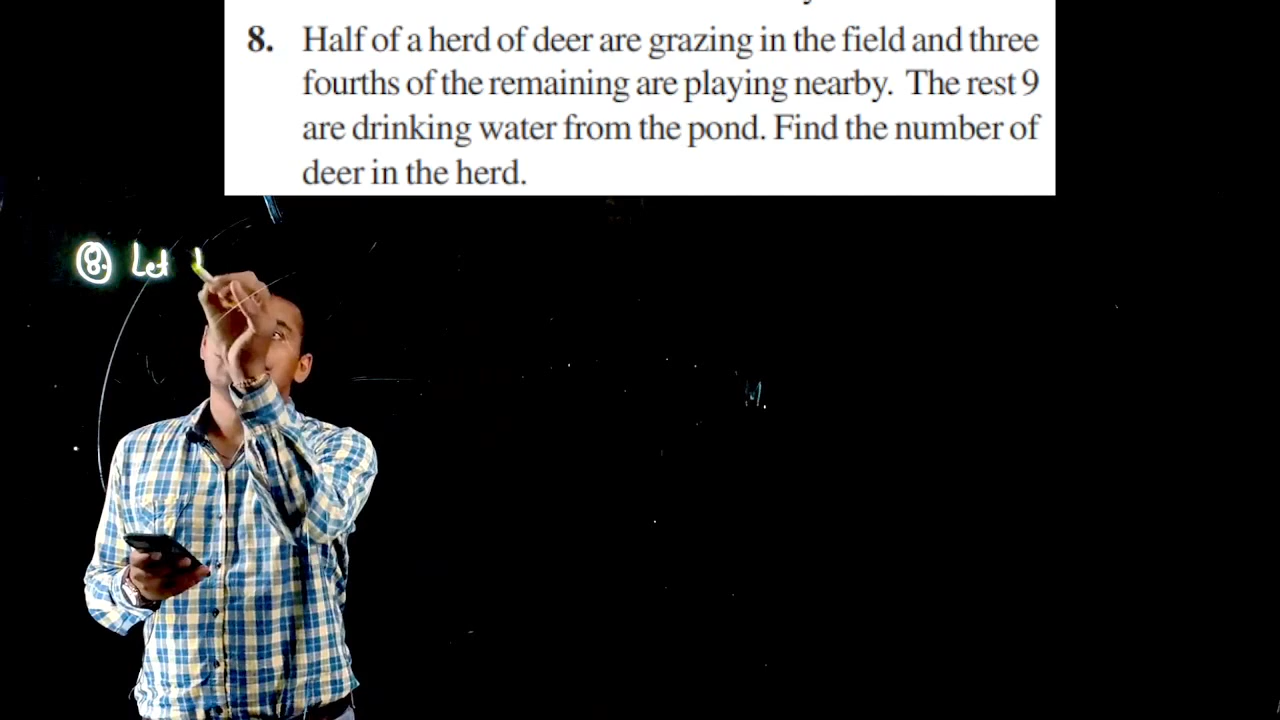 8. Half of a herd of deer are grazing in the field and three
fourths of the remaining are playing nearby. The rest 9
are drinking water from the pond. Find the number of
deer in the herd.
8. Let